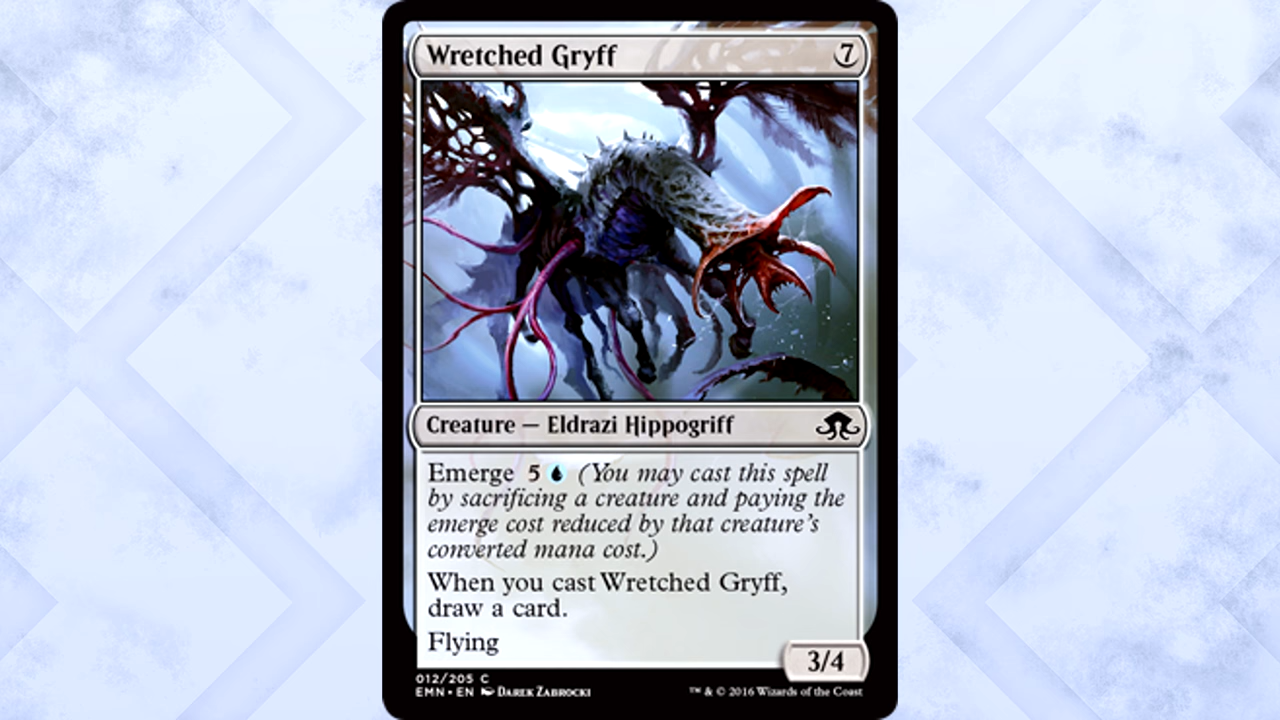 Wretched Gryff 7
Creature — Eldrazi Hippogriff
Emerge 5 (You may cast this spell
by sacrificing a creature and paying the
emerge cost reduced by that creature's
converted mana cost.)
When you cast Wretched Gryff,
draw a card.
Flying
3/4
012/205 C
EMN • EN Darek Zabrocki
™ & © 2016 Wizards of the Coast